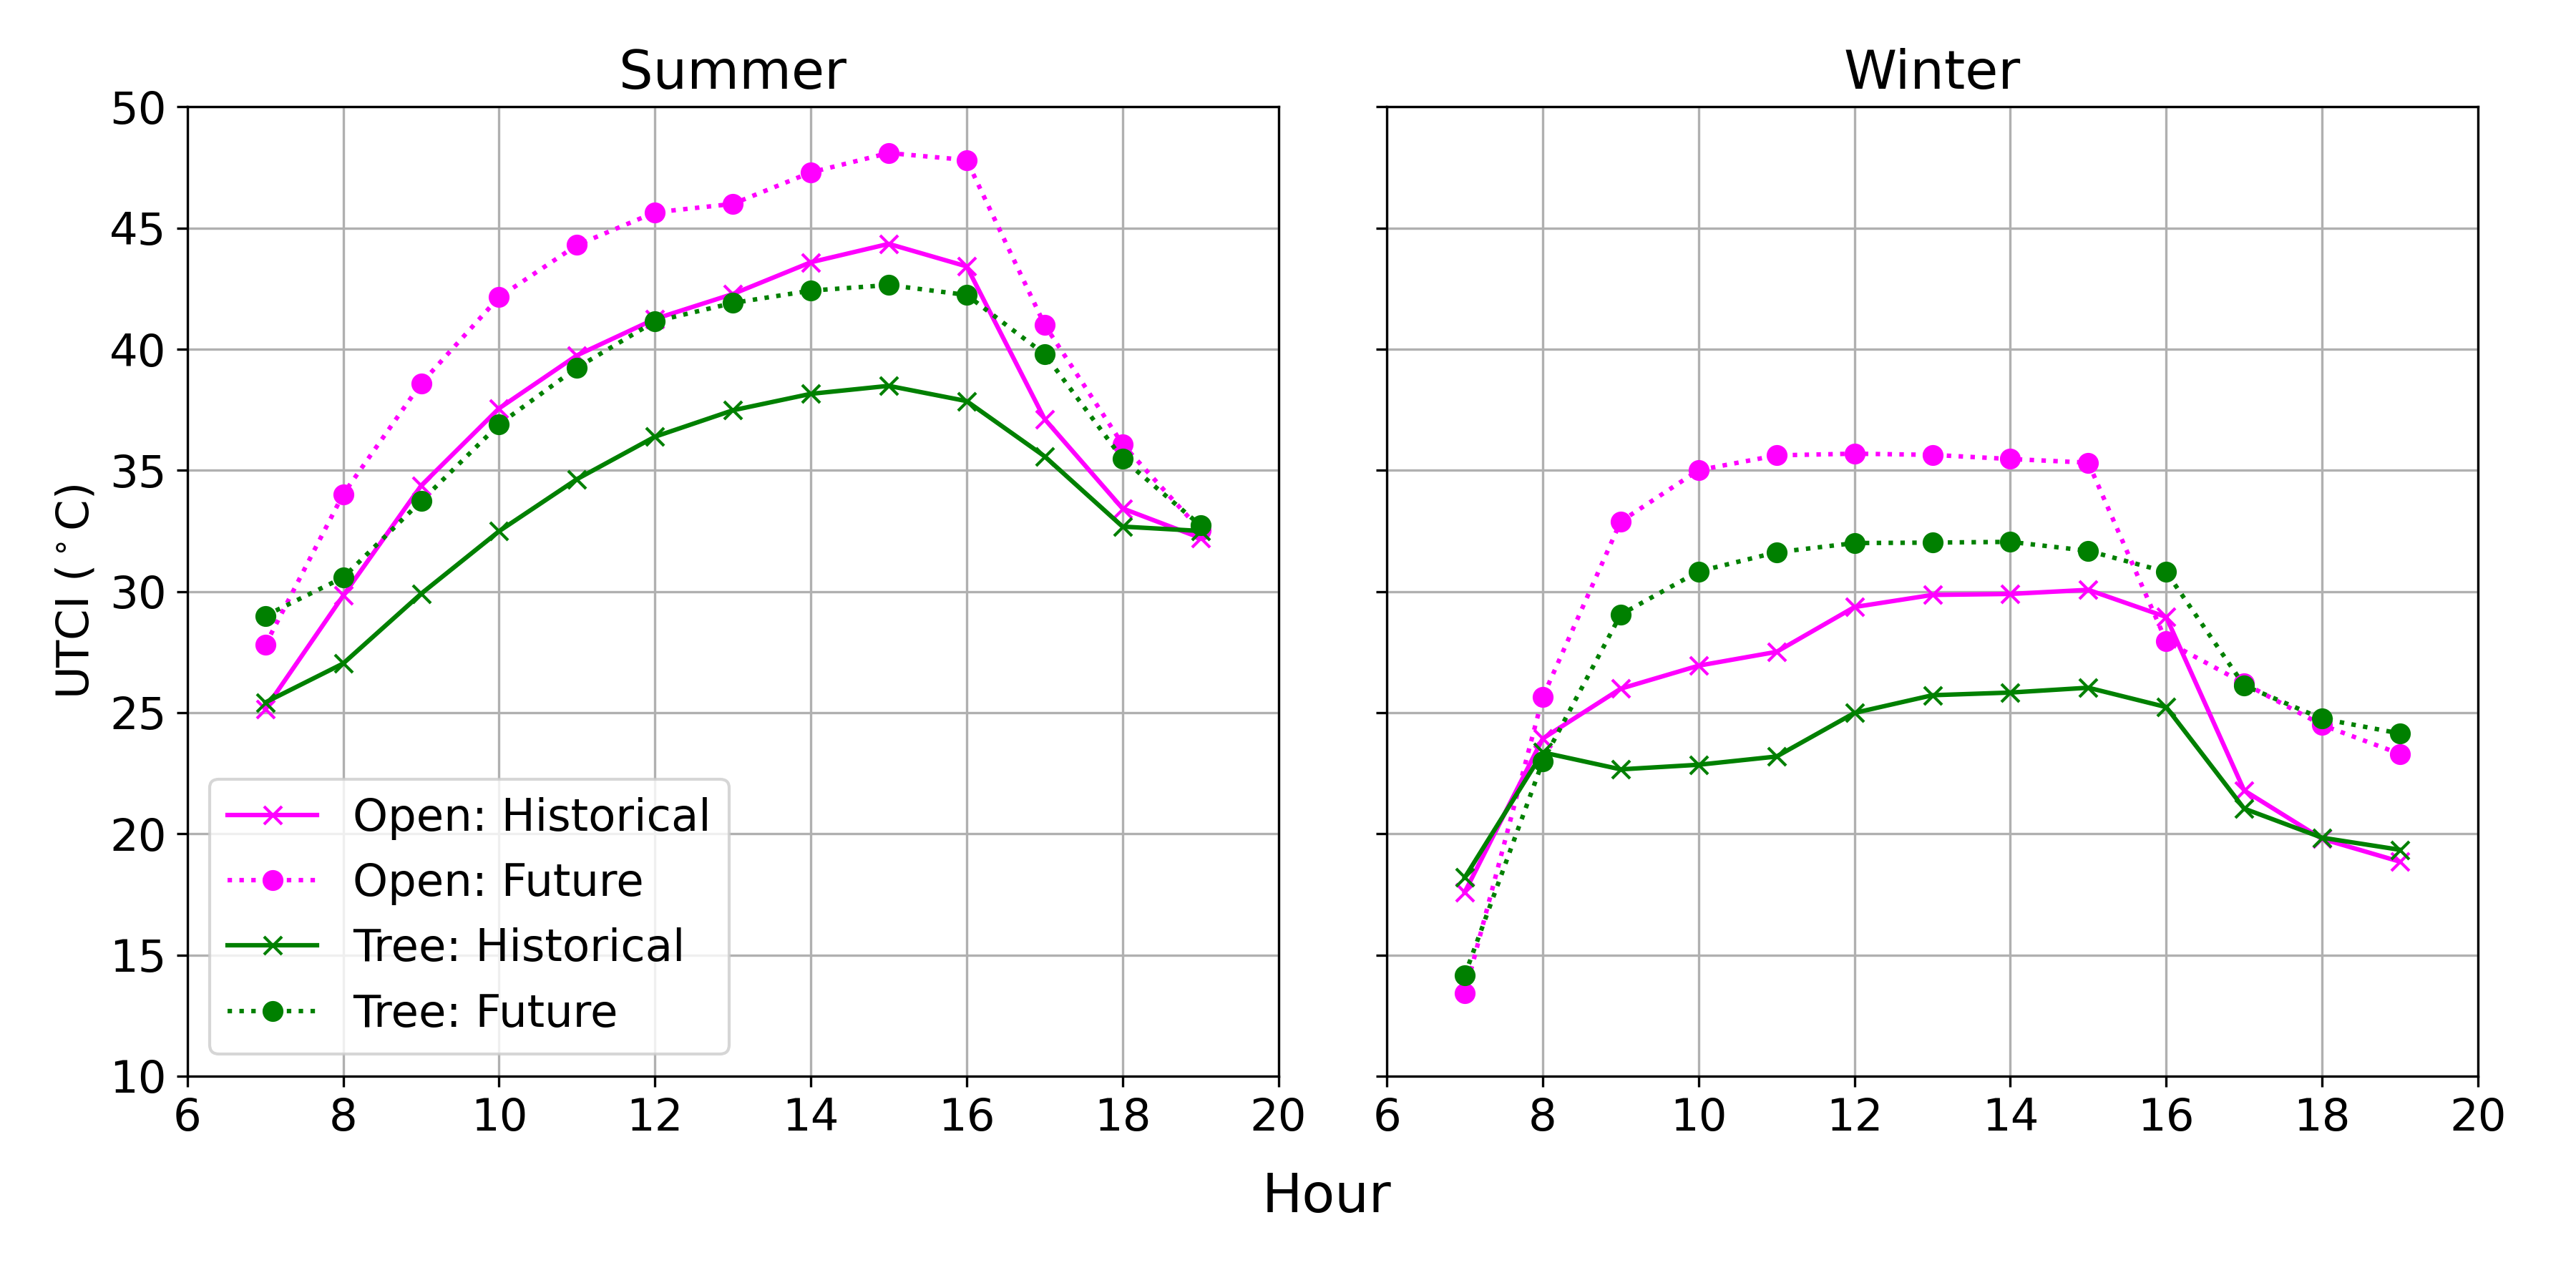 Summer
Winter
50
45
40
35
30
25
20
15
10
UTCI (°C)
Open: Historical
Open: Future
Tree: Historical
Tree: Future
6 8 10 12 14 16 18 20
6 8 10 12 14 16 18 20
Hour